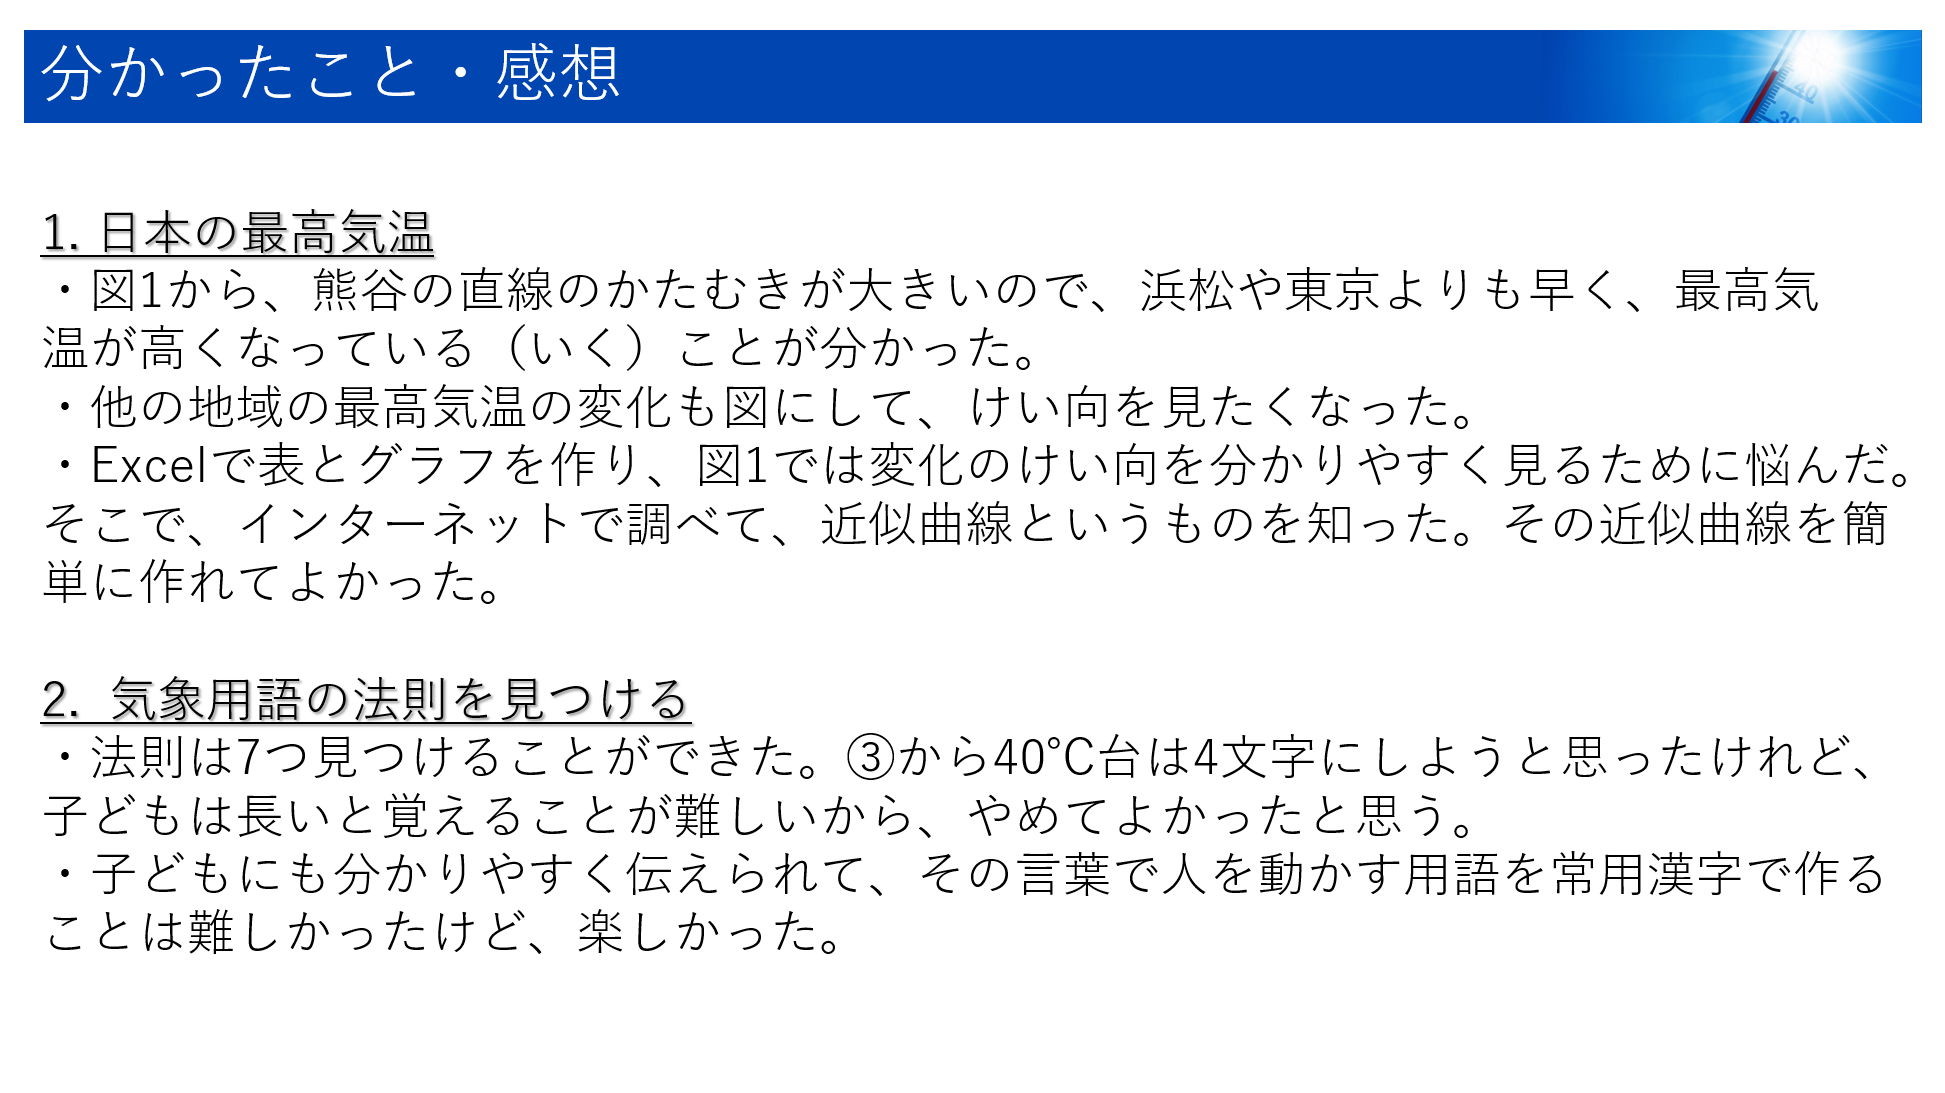 分かったこと・感想
40
30
1. 日本の最高気温
・図1から、熊谷の直線のかたむきが大きいので、浜松や東京よりも早く、最高気
温が高くなっている（いく）ことが分かった。
・他の地域の最高気温の変化も図にして、けい向を見たくなった。
・Excelで表とグラフを作り、図1では変化のけい向を分かりやすく見るために悩んだ。
そこで、インターネットで調べて、近似曲線というものを知った。その近似曲線を簡
単に作れてよかった。
2. 気象用語の法則を見つける
・法則は7つ見つけることができた。③から40℃台は4文字にしようと思ったけれど、
子どもは長いと覚えることが難しいから、やめてよかったと思う。
・子どもにも分かりやすく伝えられて、その言葉で人を動かす用語を常用漢字で作る
ことは難しかったけど、楽しかった。